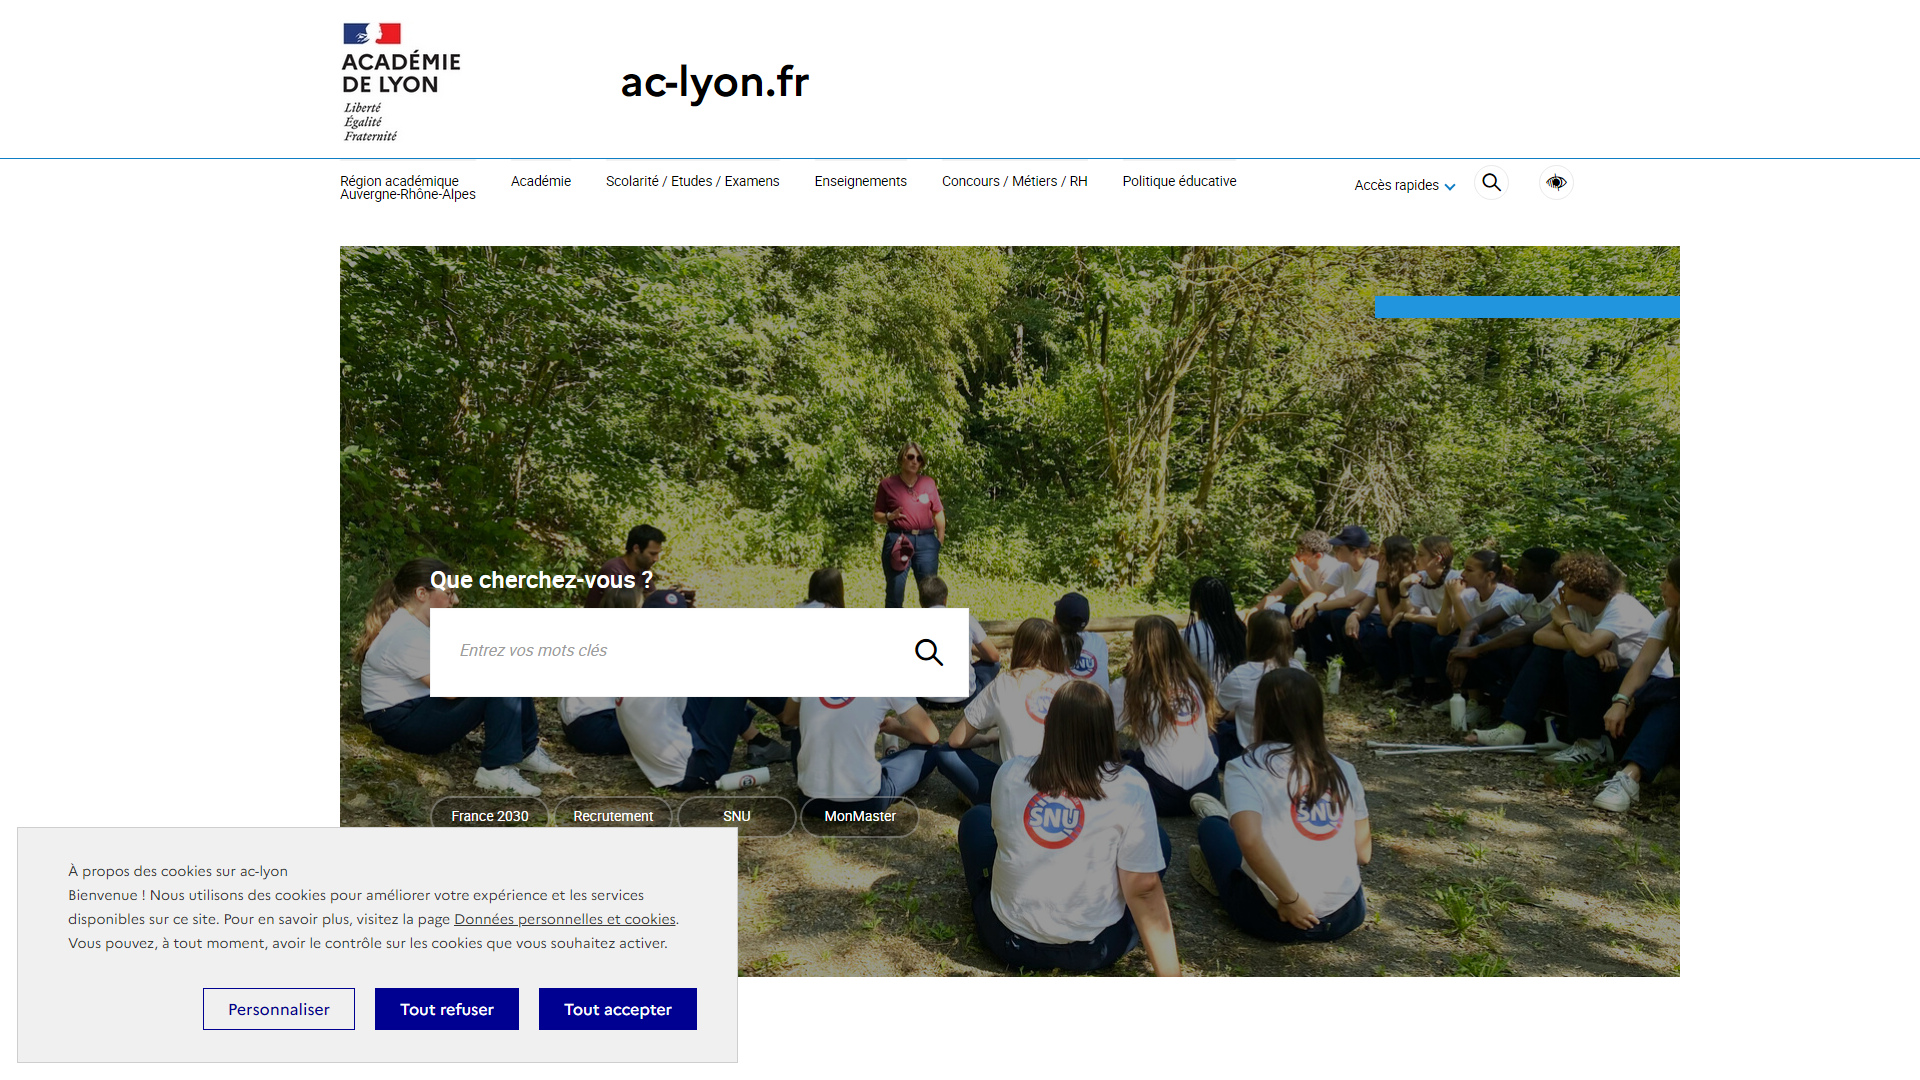 ACADÉMIE
DE LYON
Liberté
Égalité
Fraternité
ac-lyon.fr
Région académique
Auvergne-Rhône-Alpes
Académie
Scolarité / Etudes / Examens
Enseignements
Concours / Métiers / RH
Politique éducative
Accès rapides
Que cherchez-vous ?
Entrez vos mots clés
SNU
SNU
SNU
France 2030
Recrutement
SNU
MonMaster
À propos des cookies sur ac-lyon
Bienvenue ! Nous utilisons des cookies pour améliorer votre expérience et les services
disponibles sur ce site. Pour en savoir plus, visitez la page Données personnelles et cookies.
Vous pouvez, à tout moment, avoir le contrôle sur les cookies que vous souhaitez activer.
Personnaliser
Tout refuser
Tout accepter